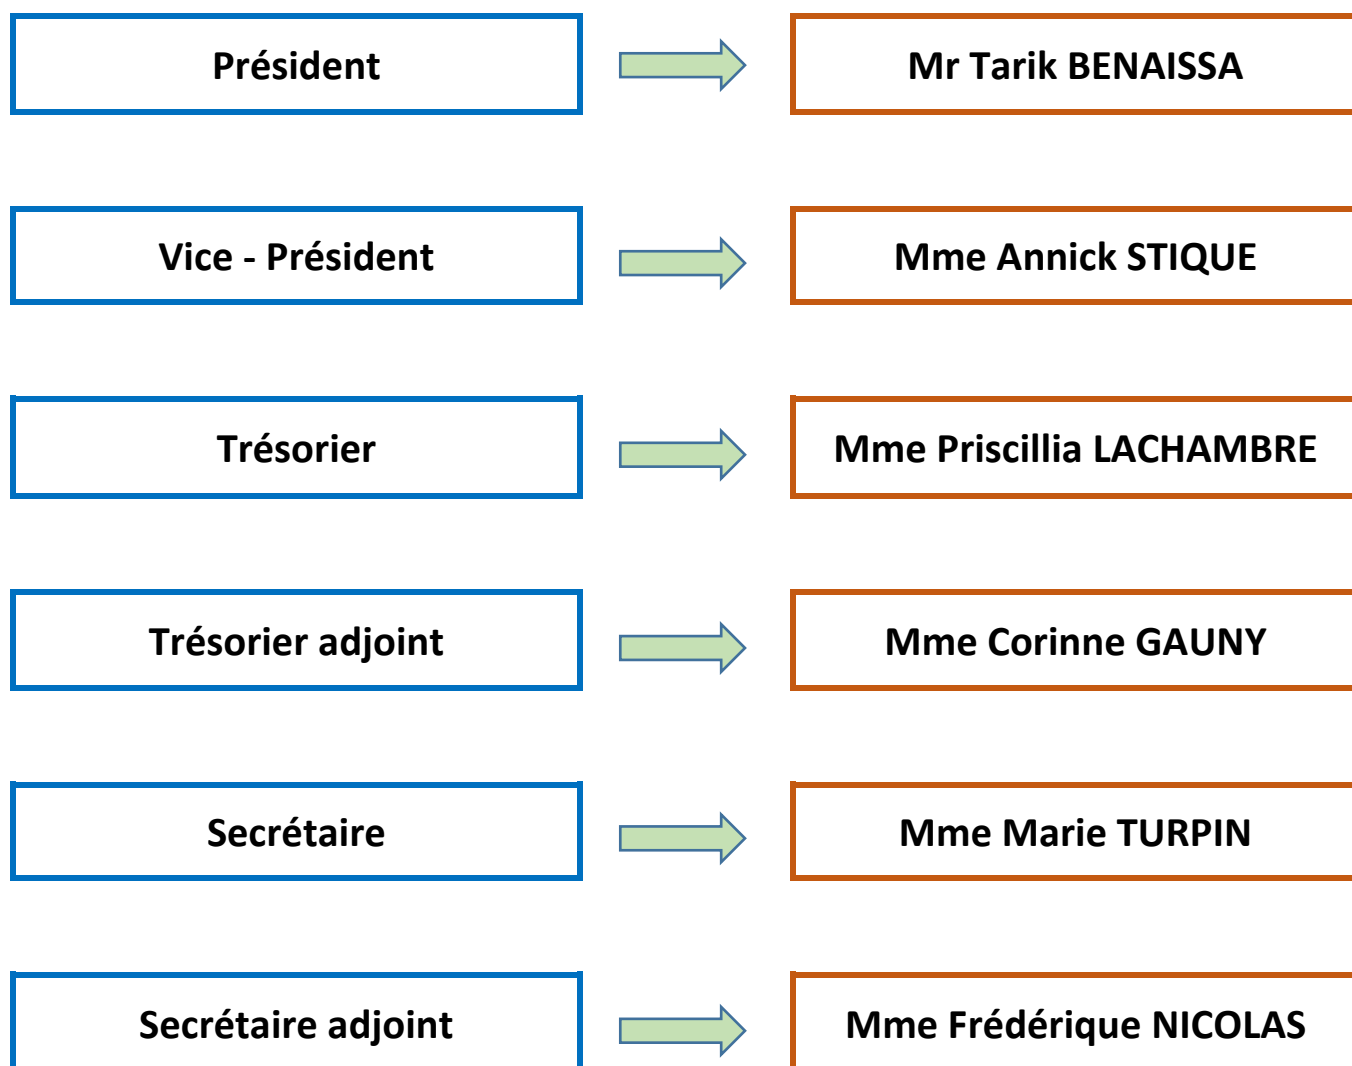 Président
Mr Tarik BENAISSA
Vice - Président
Mme Annick STIQUE
Trésorier
Mme Priscillia LACHAMBRE
Trésorier adjoint
Mme Corinne GAUNY
Secrétaire
Mme Marie TURPIN
Secrétaire adjoint
Mme Frédérique NICOLAS